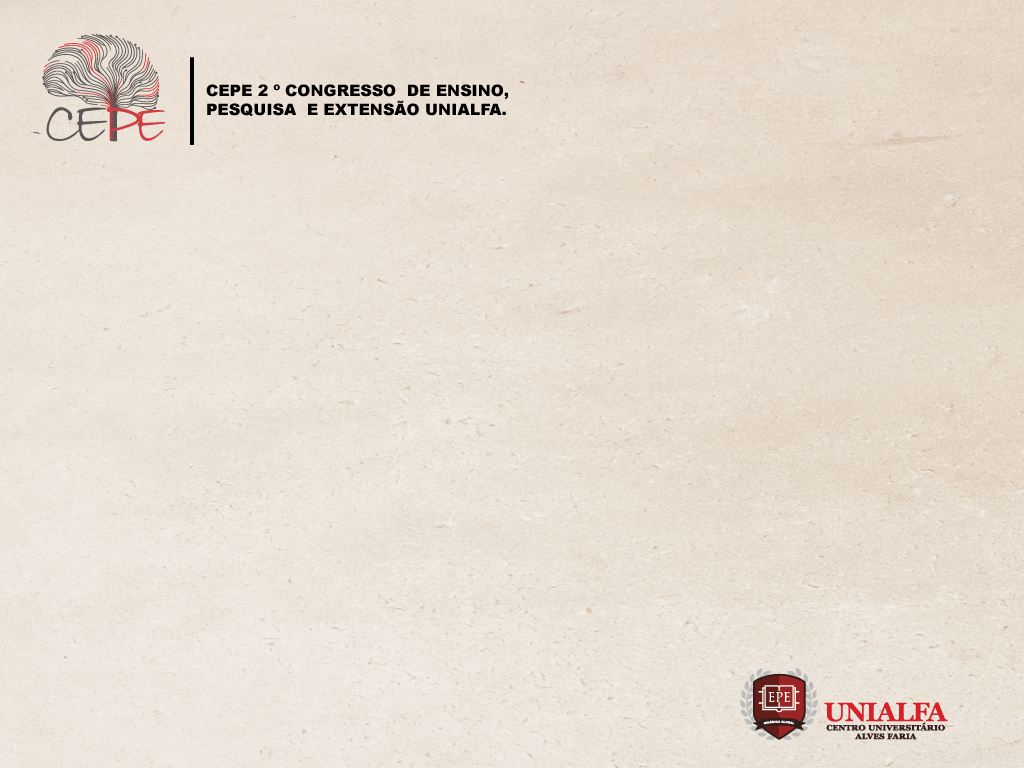 CEPE
CEPE 2 º CONGRESSO DE ENSINO,
PESQUISA E EXTENSÃO UNIALFA.
EPE
UNIALFA
CENTRO UNIVERSITÁRIO
ALVES FARIA